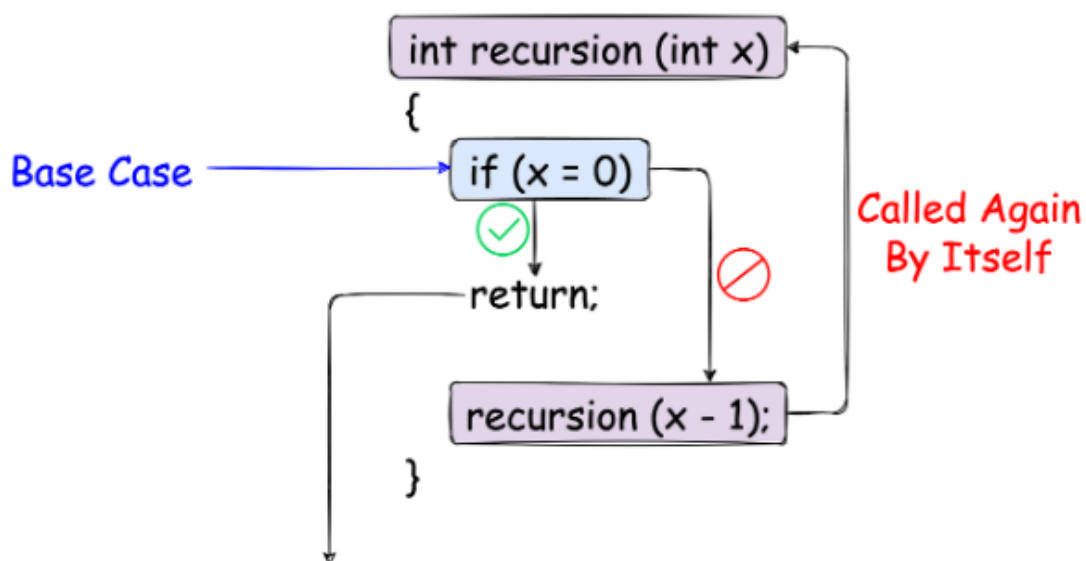 int recursion (int x)
{
Base Case
if (x = 0)
Called Again
By Itself
return;
recursion (x - 1);
}